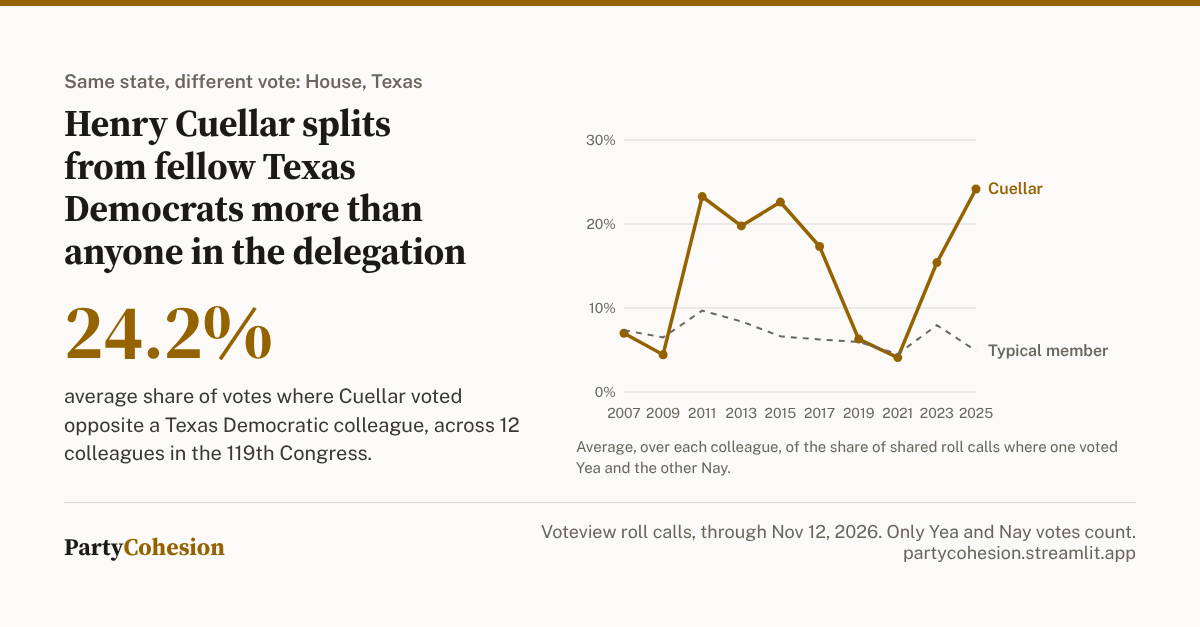 Same state, different vote: House, Texas
Henry Cuellar splits
from fellow Texas
Democrats more than
anyone in the delegation
24.2%
average share of votes where Cuellar voted
opposite a Texas Democratic colleague, across 12
colleagues in the 119th Congress.
30%
20%
10%
0%
Cuellar
Typical member
2007 2009 2011 2013 2015 2017 2019 2021 2023 2025
Average, over each colleague, of the share of shared roll calls where one voted
Yea and the other Nay.
PartyCohesion
Voteview roll calls, through Nov 12, 2026. Only Yea and Nay votes count.
partycohesion.streamlit.app